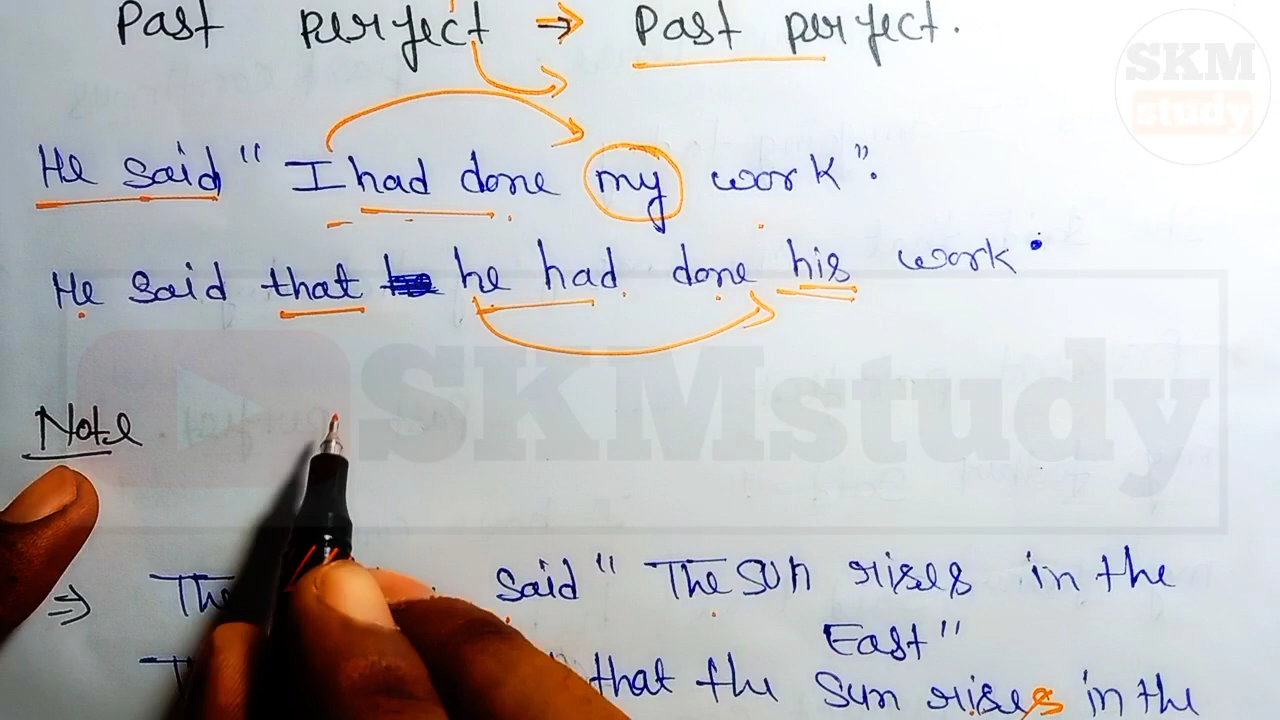 Past perfect ⇒ Past perfect.
SKM
study
He said " I had done my work".
He said that he had done his work.
SKMstudy
Note
⇒ The said " The sun rises in the
East"
that the sun rises in the